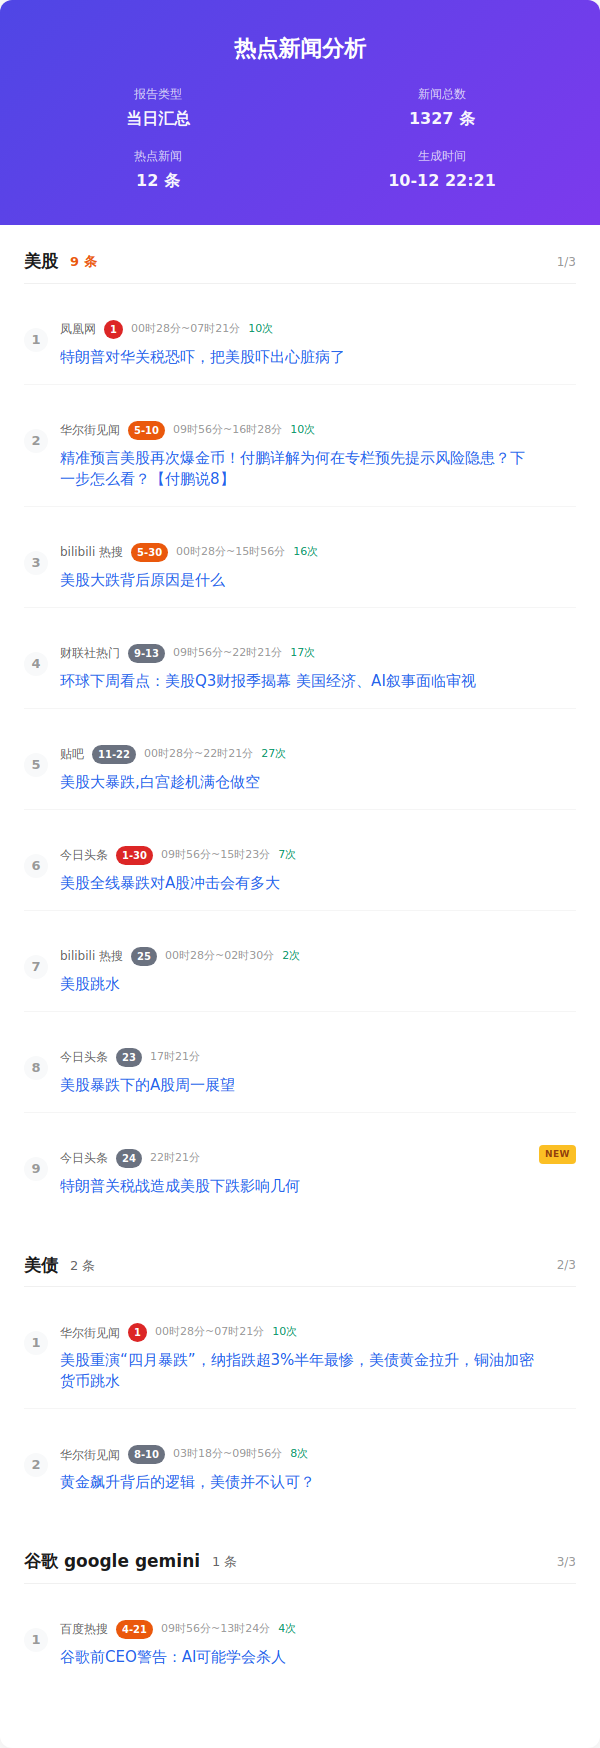 热点新闻分析
报告类型
新闻总数
当日汇总
1327 条
热点新闻
生成时间
12 条
10-12 22:21
美股 9 条 1/3
凤凰网 1 00时28分~07时21分 10次
1
特朗普对华关税恐吓，把美股吓出心脏病了
华尔街见闻 5-10 09时56分~16时28分 10次
2
精准预言美股再次爆金币！付鹏详解为何在专栏预先提示风险隐患？下
一步怎么看？【付鹏说8】
bilibili 热搜 5-30 00时28分~15时56分 16次
3
美股大跌背后原因是什么
财联社热门 9-13 09时56分~22时21分 17次
4
环球下周看点：美股Q3财报季揭幕 美国经济、AI叙事面临审视
贴吧 11-22 00时28分~22时21分 27次
5
美股大暴跌,白宫趁机满仓做空
今日头条 1-30 09时56分~15时23分 7次
6
美股全线暴跌对A股冲击会有多大
bilibili 热搜 25 00时28分~02时30分 2次
7
美股跳水
今日头条 23 17时21分
8
美股暴跌下的A股周一展望
今日头条 24 22时21分 NEW
9
特朗普关税战造成美股下跌影响几何
美债 2 条 2/3
华尔街见闻 1 00时28分~07时21分 10次
1
美股重演“四月暴跌”，纳指跌超3%半年最惨，美债黄金拉升，铜油加密
货币跳水
华尔街见闻 8-10 03时18分~09时56分 8次
2
黄金飙升背后的逻辑，美债并不认可？
谷歌 google gemini 1 条 3/3
百度热搜 4-21 09时56分~13时24分 4次
1
谷歌前CEO警告：AI可能学会杀人